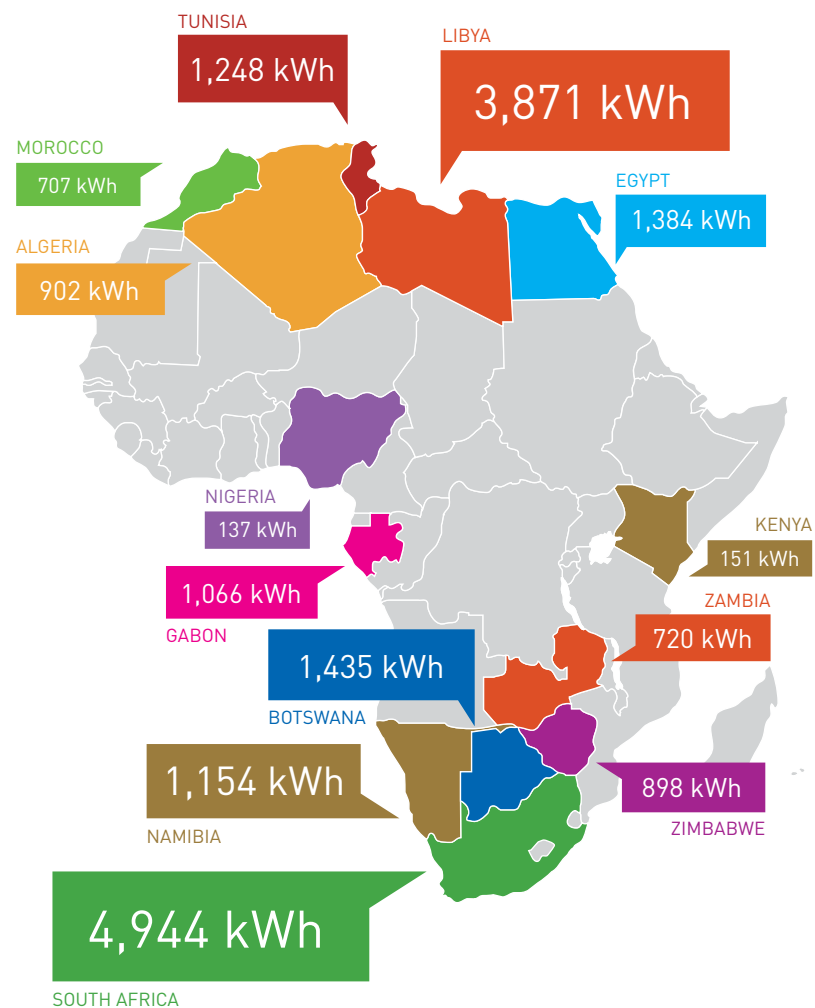 TUNISIA
1,248 kWh
LIBYA
3,871 kWh
MOROCCO
707 kWh
EGYPT
1,384 kWh
ALGERIA
902 kWh
NIGERIA
137 kWh
KENYA
151 kWh
1,066 kWh
GABON
ZAMBIA
720 kWh
1,435 kWh
BOTSWANA
1,154 kWh
NAMIBIA
898 kWh
ZIMBABWE
4,944 kWh
SOUTH AFRICA